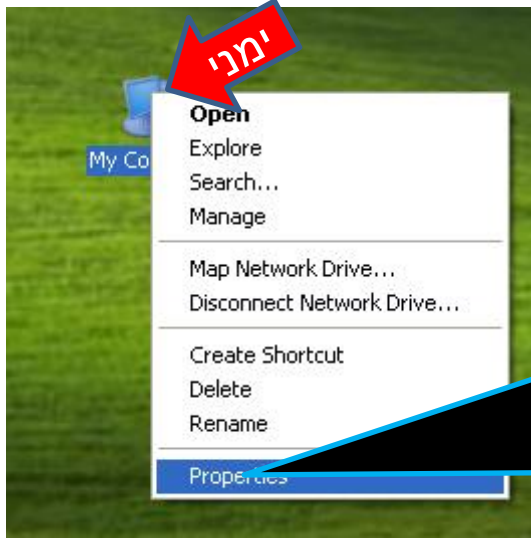 ימני
Open
My Co
Explore
Search...
Manage
Map Network Drive...
Disconnect Network Drive...
Create Shortcut
Delete
Rename
Properties